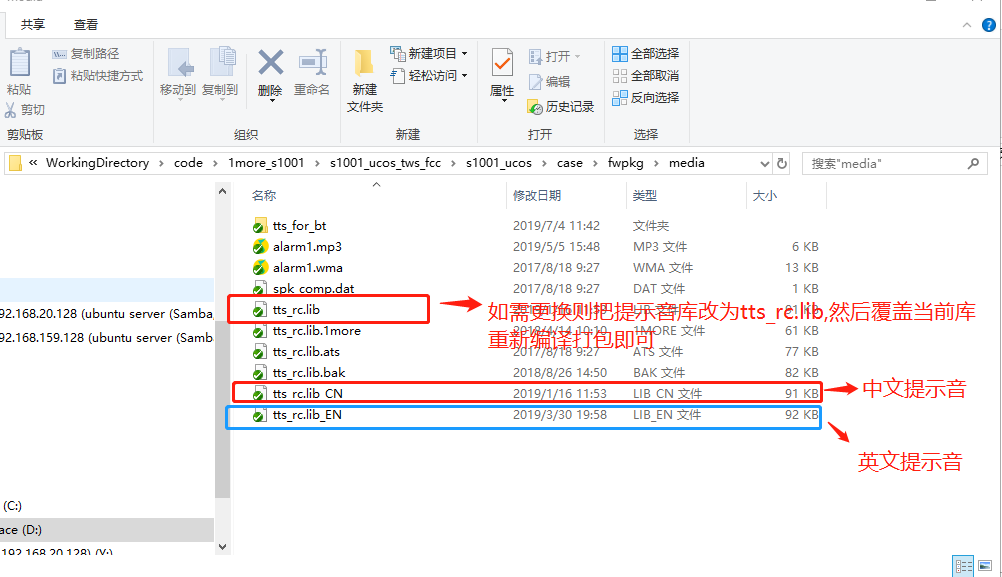 共享 查看
复制路径 新建项目 打开 全部选择
粘贴快捷方式 轻松访问 编辑 全部取消
粘贴 移动到 复制到 删除 重命名 新建 属性 历史记录 反向选择
剪切 文件夹
剪贴板 组织 新建 打开 选择
« WorkingDirectory › code › 1more_s1001 › s1001_ucos_tws_fcc › s1001_ucos › case › fwpkg › media 搜索"media"
名称 修改日期 类型 大小
tts_for_bt 2019/7/4 11:42 文件夹
alarm1.mp3 2019/5/5 15:48 MP3 文件 6 KB
alarm1.wma 2017/8/18 9:27 WMA 文件 13 KB
spk_comp.dat 2017/8/18 9:27 DAT 文件 1 KB
92.168.20.128 (ubuntu server (Samba,
tts_rc.lib
如需更换则把提示音库改为tts_rc.lib,然后覆盖当前库
92.168.159.128 (ubuntu server (Samb
tts_rc.lib.1more 2018/4/14 10:10 1MORE 文件 61 KB
重新编译打包即可
tts_rc.lib.ats 2017/8/18 9:27 ATS 文件 77 KB
tts_rc.lib.bak 2018/8/26 14:50 BAK 文件 82 KB
tts_rc.lib_CN 2019/1/16 11:53 LIB_CN 文件 91 KB
中文提示音
tts_rc.lib_EN 2019/3/30 19:58 LIB_EN 文件 92 KB
英文提示音
(C:)
ace (D:)
192.168.20.128) (Y:)